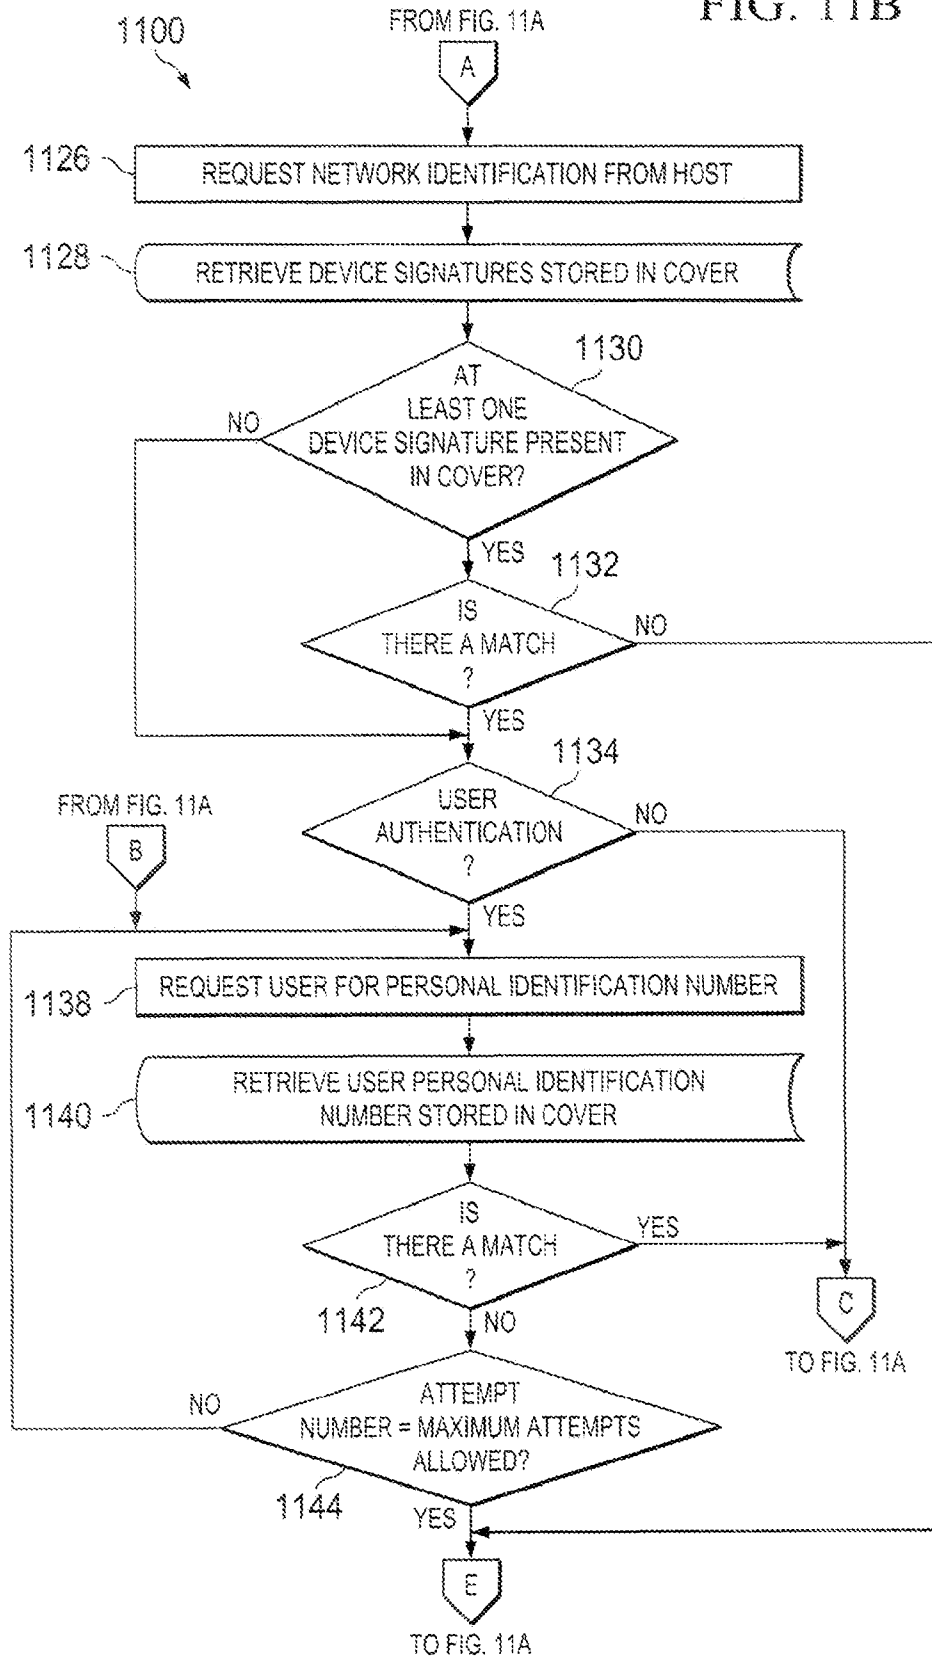 FIG. 11B
1100
FROM FIG. 11A
A
1126
REQUEST NETWORK IDENTIFICATION FROM HOST
1128
RETRIEVE DEVICE SIGNATURES STORED IN COVER
1130
AT
LEAST ONE
DEVICE SIGNATURE PRESENT
IN COVER?
NO
YES
1132
IS
THERE A MATCH
?
NO
YES
1134
USER
AUTHENTICATION
?
NO
YES
FROM FIG. 11A
B
1138
REQUEST USER FOR PERSONAL IDENTIFICATION NUMBER
1140
RETRIEVE USER PERSONAL IDENTIFICATION
NUMBER STORED IN COVER
IS
THERE A MATCH
?
YES
1142
NO
C
TO FIG. 11A
ATTEMPT
NUMBER = MAXIMUM ATTEMPTS
ALLOWED?
NO
1144
YES
E
TO FIG. 11A